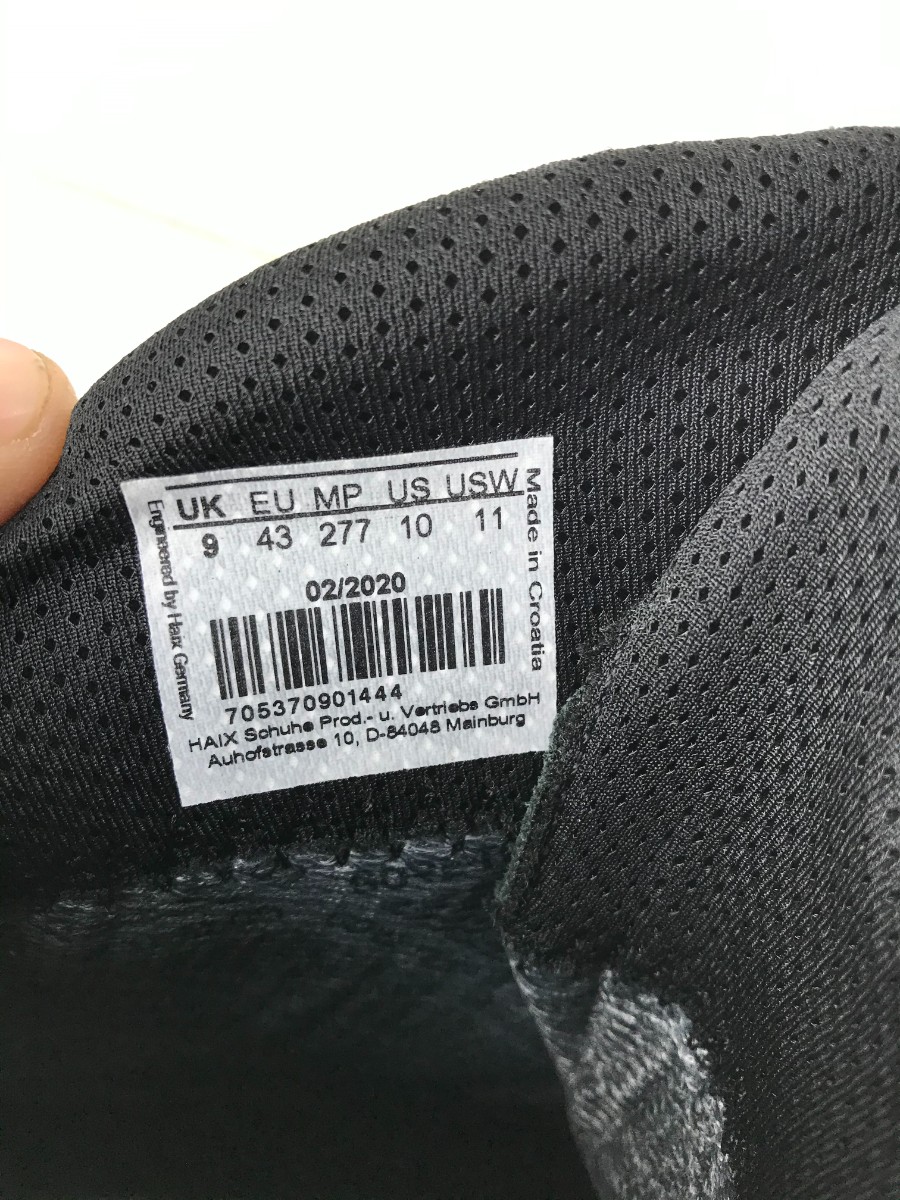 UK EU MP US USW
9 43 277 10 11
02/2020
705370901444
HAIX Schuhe Prod.- u. Vertriebs GmbH
Auhofstrasse 10, D-84048 Mainburg
Engineered by Haix Germany
Made in Croatia